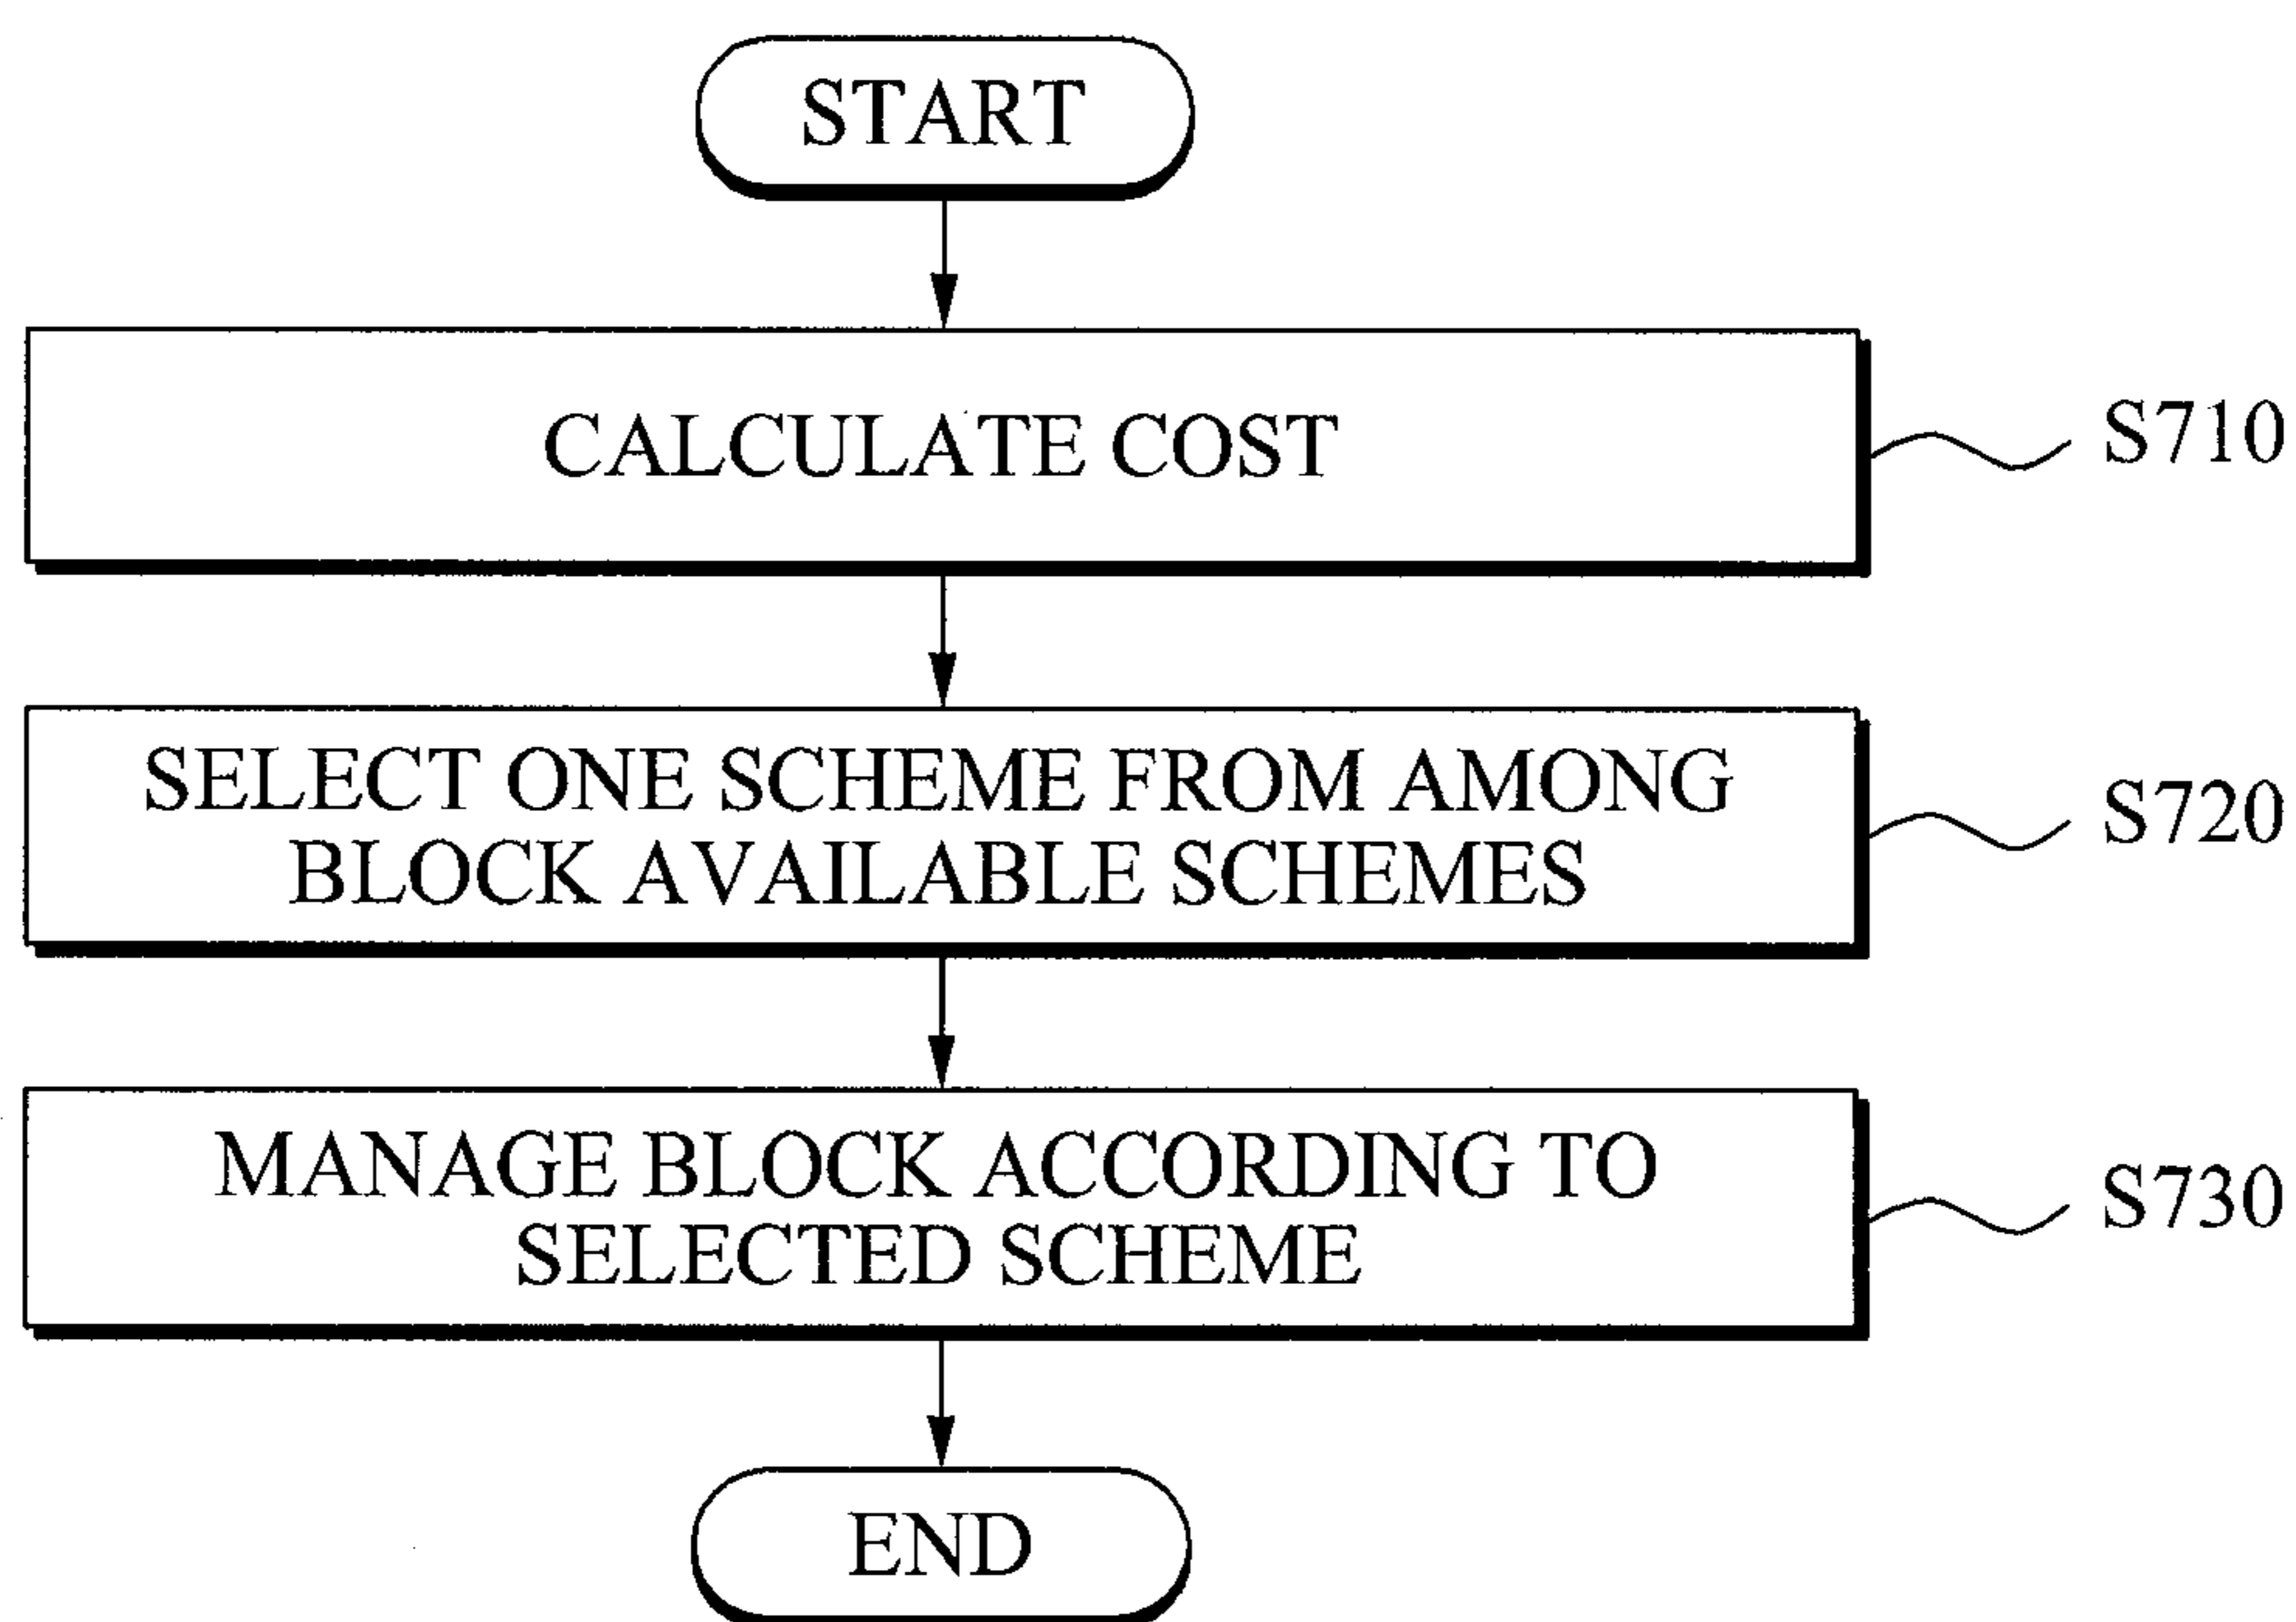 START
CALCULATE COST
S710
SELECT ONE SCHEME FROM AMONG
BLOCK AVAILABLE SCHEMES
S720
MANAGE BLOCK ACCORDING TO
SELECTED SCHEME
S730
END